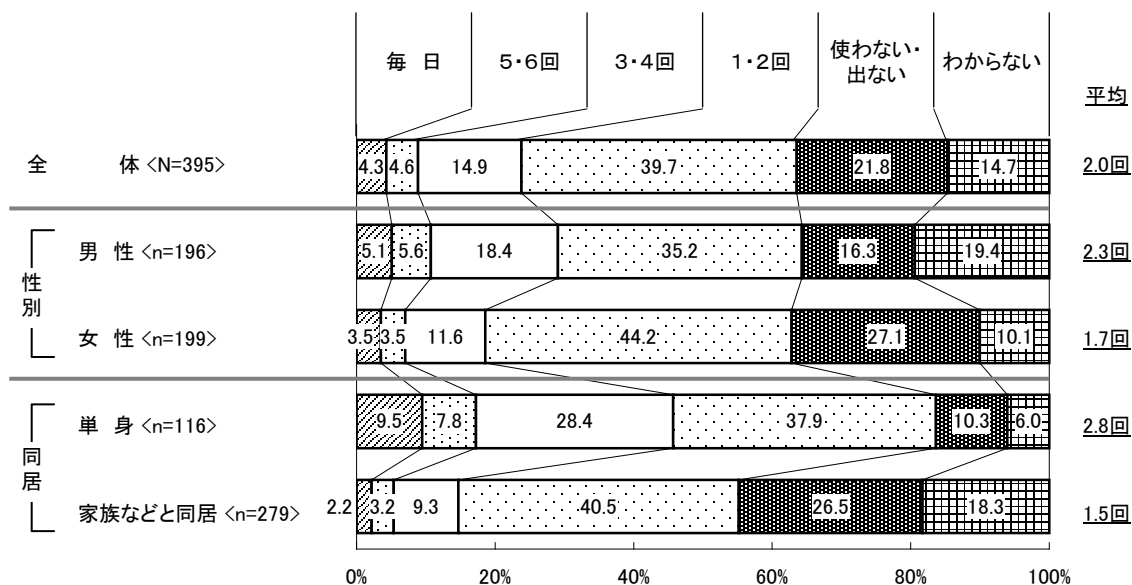 毎　日　5・6回　3・4回　1・2回　使わない・出ない　わからない　平均
全　体 <N=395>　4.3　4.6　14.9　39.7　21.8　14.7　2.0回
性別
男　性 <n=196>　5.1　5.6　18.4　35.2　16.3　19.4　2.3回
女　性 <n=199>　3.5　3.5　11.6　44.2　27.1　10.1　1.7回
同居
単　身 <n=116>　9.5　7.8　28.4　37.9　10.3　6.0　2.8回
家族などと同居 <n=279>　2.2　3.2　9.3　40.5　26.5　18.3　1.5回
0%　20%　40%　60%　80%　100%